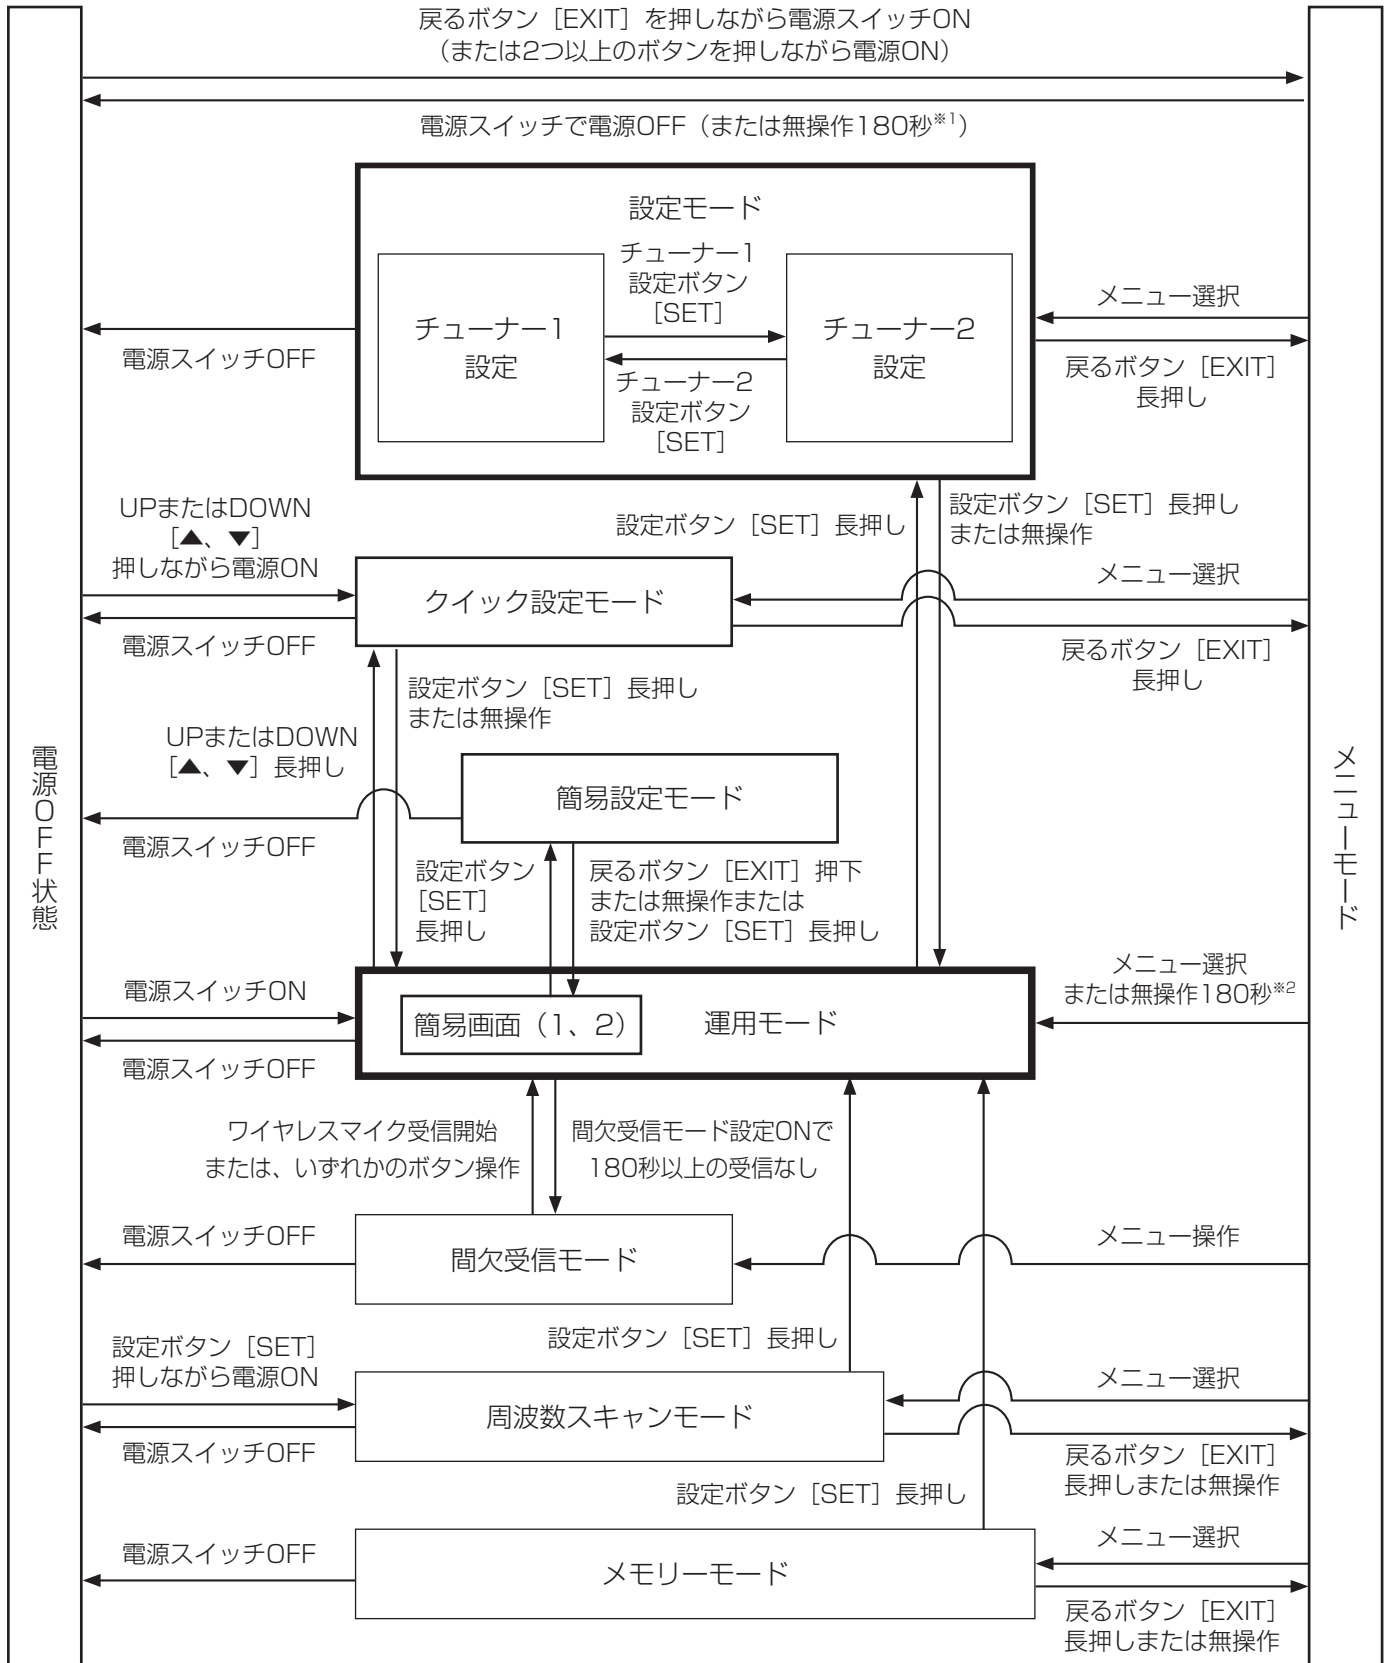 戻るボタン［EXIT］を押しながら電源スイッチON
（または2つ以上のボタンを押しながら電源ON）
電源スイッチで電源OFF（または無操作180秒※1）
設定モード
チューナー1
設定ボタン
［SET］
チューナー1
設定
チューナー2
設定
チューナー2
設定ボタン
［SET］
電源スイッチOFF
メニュー選択
戻るボタン［EXIT］
長押し
UPまたはDOWN
［▲、▼］
押しながら電源ON
設定ボタン［SET］長押し
設定ボタン［SET］長押し
または無操作
クイック設定モード
メニュー選択
電源スイッチOFF
戻るボタン［EXIT］
長押し
設定ボタン［SET］長押し
または無操作
UPまたはDOWN
［▲、▼］長押し
電源OFF状態
メニューモード
簡易設定モード
電源スイッチOFF
設定ボタン
［SET］
長押し
戻るボタン［EXIT］押下
または無操作または
設定ボタン［SET］長押し
電源スイッチON
メニュー選択
または無操作180秒※2
簡易画面（1、2）
運用モード
電源スイッチOFF
ワイヤレスマイク受信開始
または、いずれかのボタン操作
間欠受信モード設定ONで
180秒以上の受信なし
電源スイッチOFF
間欠受信モード
メニュー操作
設定ボタン［SET］
押しながら電源ON
設定ボタン［SET］長押し
メニュー選択
周波数スキャンモード
電源スイッチOFF
戻るボタン［EXIT］
長押しまたは無操作
設定ボタン［SET］長押し
電源スイッチOFF
メモリーモード
メニュー選択
戻るボタン［EXIT］
長押しまたは無操作